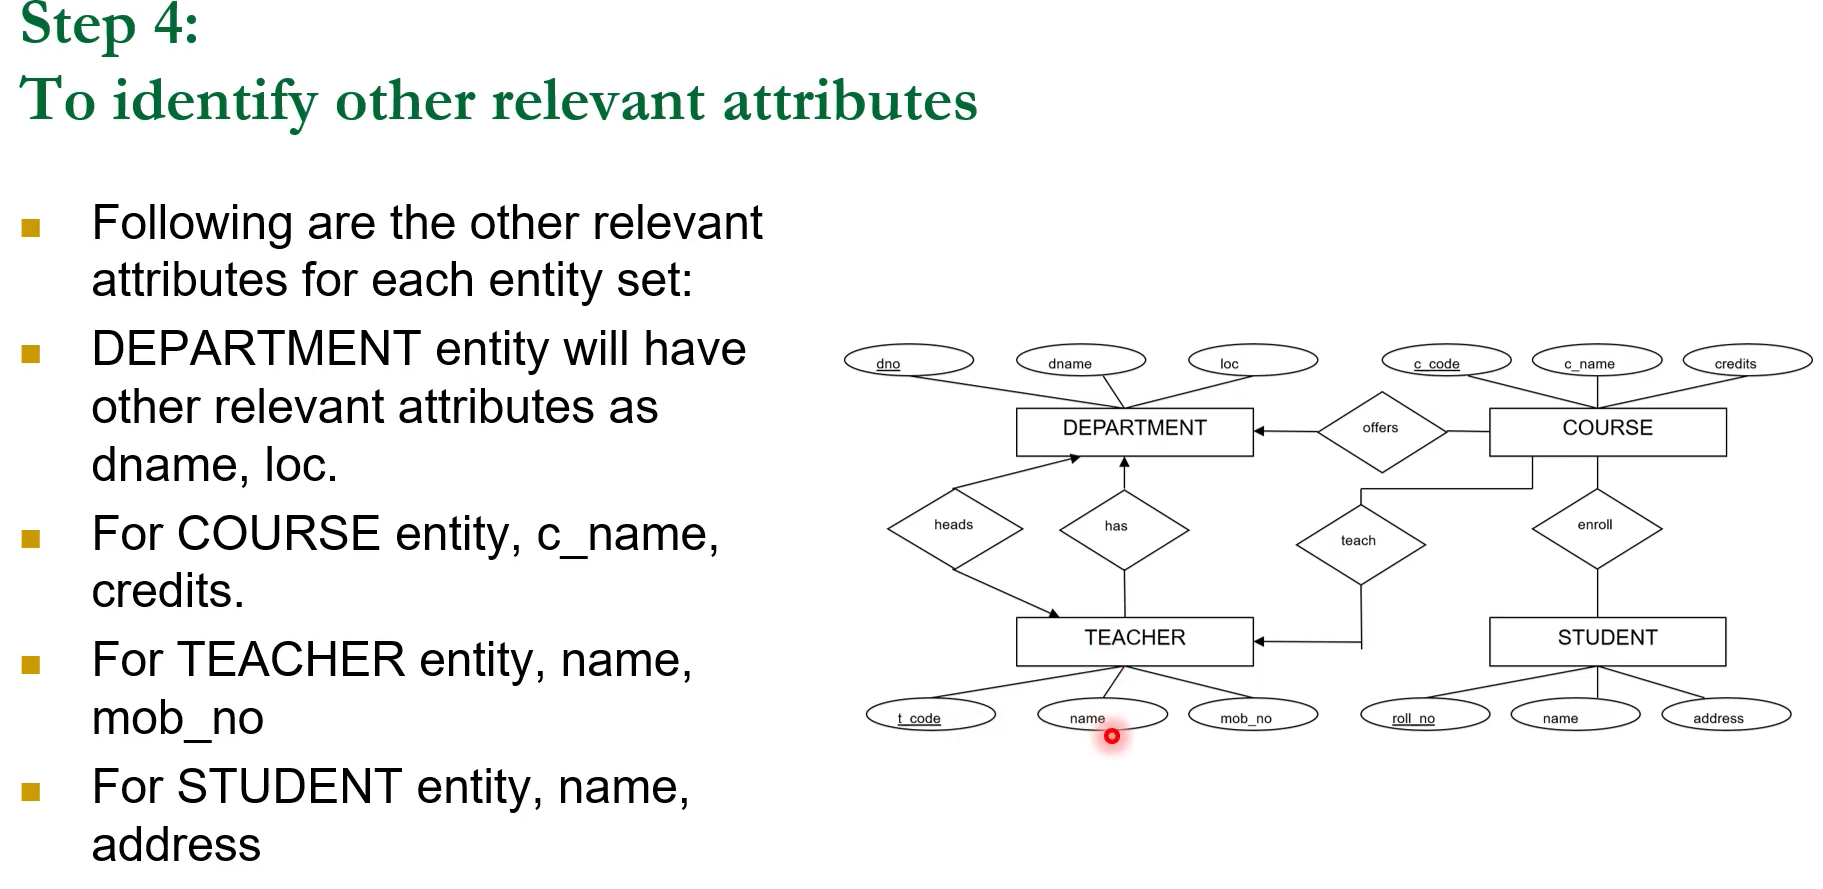 Step 4:
To identify other relevant attributes
Following are the other relevant
attributes for each entity set:
DEPARTMENT entity will have
other relevant attributes as
dname, loc.
For COURSE entity, c_name,
credits.
For TEACHER entity, name,
mob_no
For STUDENT entity, name,
address
dno dname loc c_code c_name credits
DEPARTMENT offers COURSE
heads has teach enroll
TEACHER STUDENT
t_code name mob_no roll_no name address